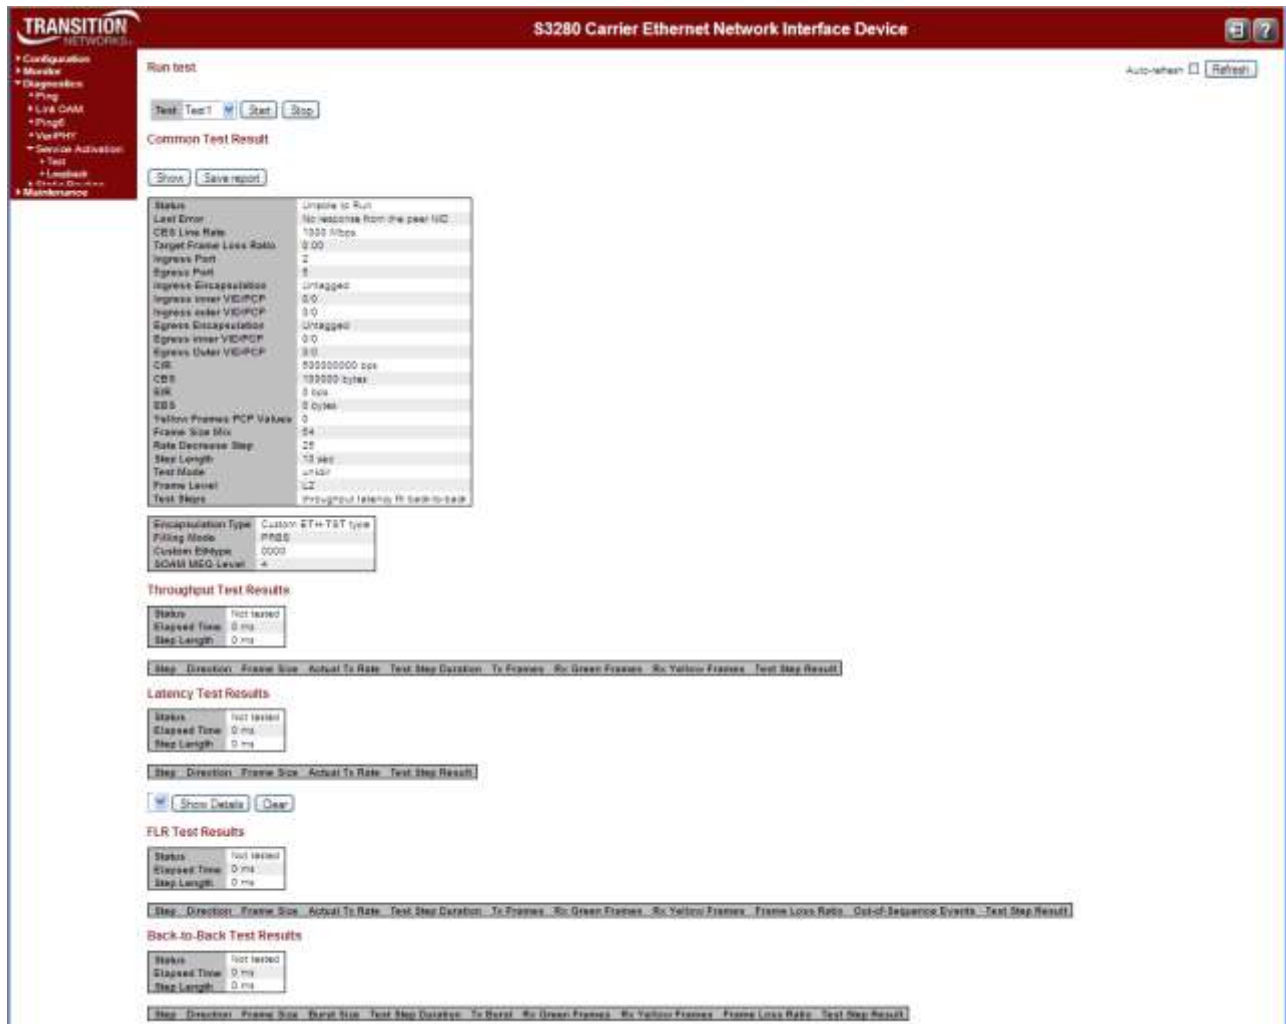 TRANSITION
NETWORKS
S3280 Carrier Ethernet Network Interface Device
Configuration
Monitor
Diagnostics
Ping
Link OAM
Ping6
VeriPHY
Service Activation
Test
Loopback
Static Routing
Maintenance
Run test
Auto-refresh Refresh
Test Test1 Start Stop
Common Test Result
Show Save report
Status Unable to Run
Last Error No response from the peer NID
CES Line Rate 1000 Mbps
Target Frame Loss Ratio 0.00
Ingress Port 2
Egress Port
Ingress Encapsulation Untagged
Ingress inner VID/PCP 0/0
Ingress outer VID/PCP 0/0
Egress Encapsulation Untagged
Egress inner VID/PCP 0/0
Egress Outer VID/PCP 0/0
CIR bps
CBS 100000 bytes
EIR 0 bps
EBS 0 bytes
Yellow Frames PCP Values 0
Frame Size Mix 64
Rate Decrease Step 25
Step Length 10 sec
Test Mode unidir
Frame Level L2
Test Steps throughput latency flr back-to-back
Encapsulation Type Custom ETH-TST type
Filling Mode PRBS
Custom Ethtype 0000
SOAM MEG Level 4
Throughput Test Results
Status Not tested
Elapsed Time 0 ms
Step Length 0 ms
Step Direction Frame Size Actual Tx Rate Test Step Duration Tx Frames Rx Green Frames Rx Yellow Frames Test Step Result
Latency Test Results
Status Not tested
Elapsed Time 0 ms
Step Length 0 ms
Step Direction Frame Size Actual Tx Rate Test Step Result
Show Details Clear
FLR Test Results
Status Not tested
Elapsed Time 0 ms
Step Length 0 ms
Step Direction Frame Size Actual Tx Rate Test Step Duration Tx Frames Rx Green Frames Rx Yellow Frames Frame Loss Ratio Out-of-Sequence Events Test Step Result
Back-to-Back Test Results
Status Not tested
Elapsed Time 0 ms
Step Length 0 ms
Step Direction Frame Size Burst Size Test Step Duration Tx Burst Rx Green Frames Rx Yellow Frames Frame Loss Ratio Test Step Result